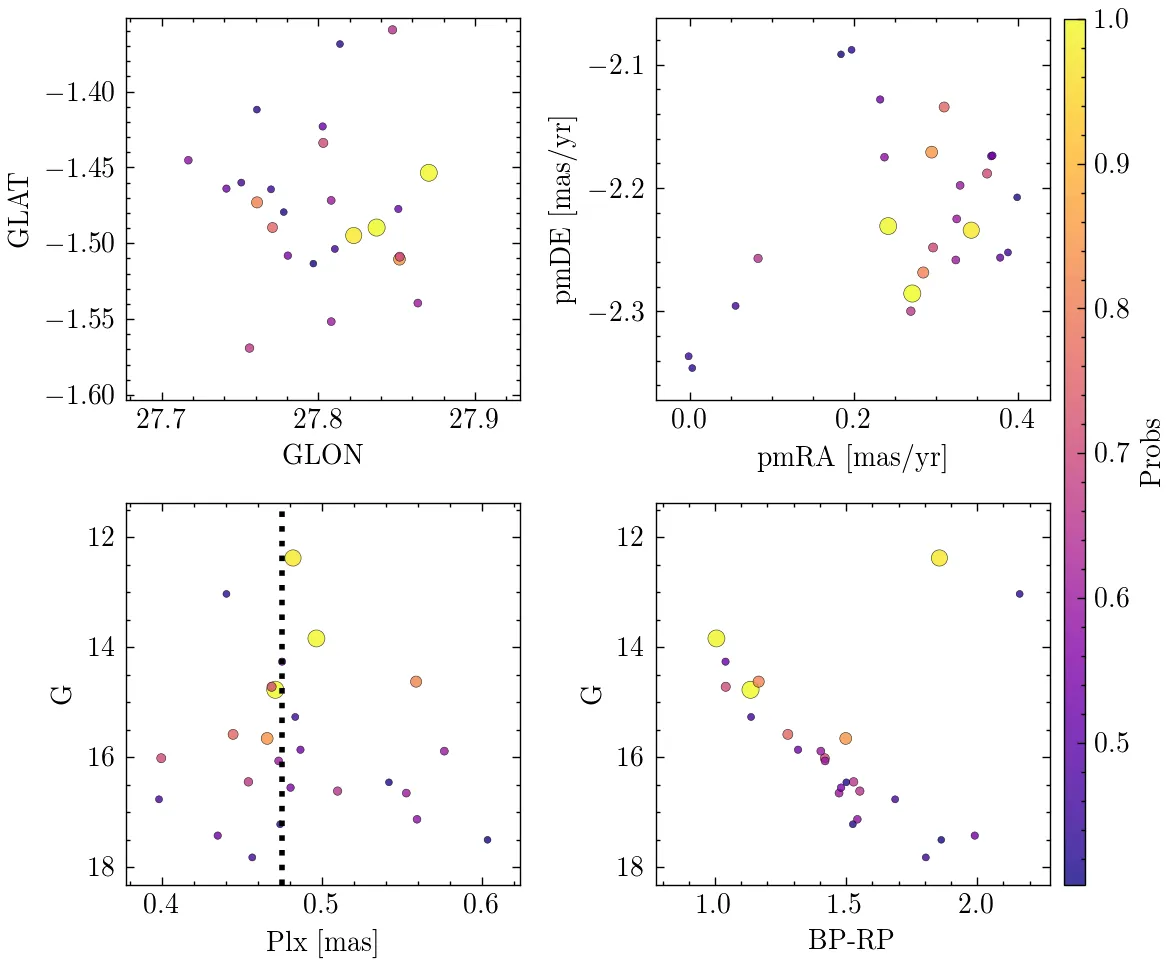 −1.40
−1.45
−1.50
−1.55
−1.60
GLAT
27.7 27.8 27.9
GLON
−2.1
−2.2
−2.3
pmDE [mas/yr]
0.0 0.2 0.4
pmRA [mas/yr]
12
14
16
18
G
0.4 0.5 0.6
Plx [mas]
12
14
16
18
G
1.0 1.5 2.0
BP-RP
1.0
0.9
0.8
0.7
0.6
0.5
Probs